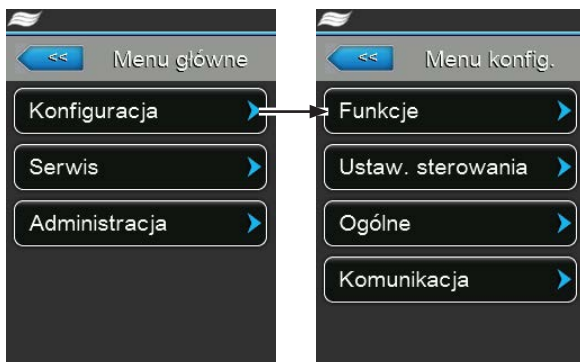 << Menu główne
Konfiguracja
Serwis
Administracja
<< Menu konfig.
Funkcje
Ustaw. sterowania
Ogólne
Komunikacja